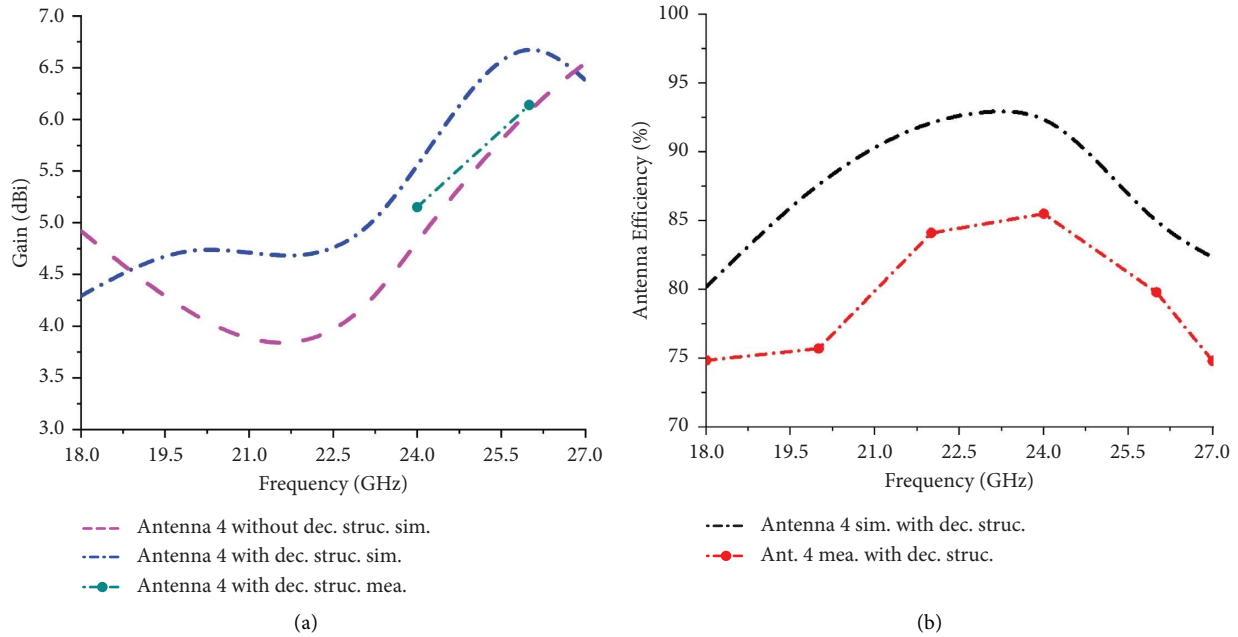 7.0
6.5
6.0
5.5
5.0
4.5
4.0
3.5
3.0
Gain (dBi)
18.0 19.5 21.0 22.5 24.0 25.5 27.0
Frequency (GHz)
Antenna 4 without dec. struc. sim.
Antenna 4 with dec. struc. sim.
Antenna 4 with dec. struc. mea.
(a)
100
95
90
85
80
75
70
Antenna Efficiency (%)
18.0 19.5 21.0 22.5 24.0 25.5 27.0
Frequency (GHz)
Antenna 4 sim. with dec. struc.
Ant. 4 mea. with dec. struc.
(b)